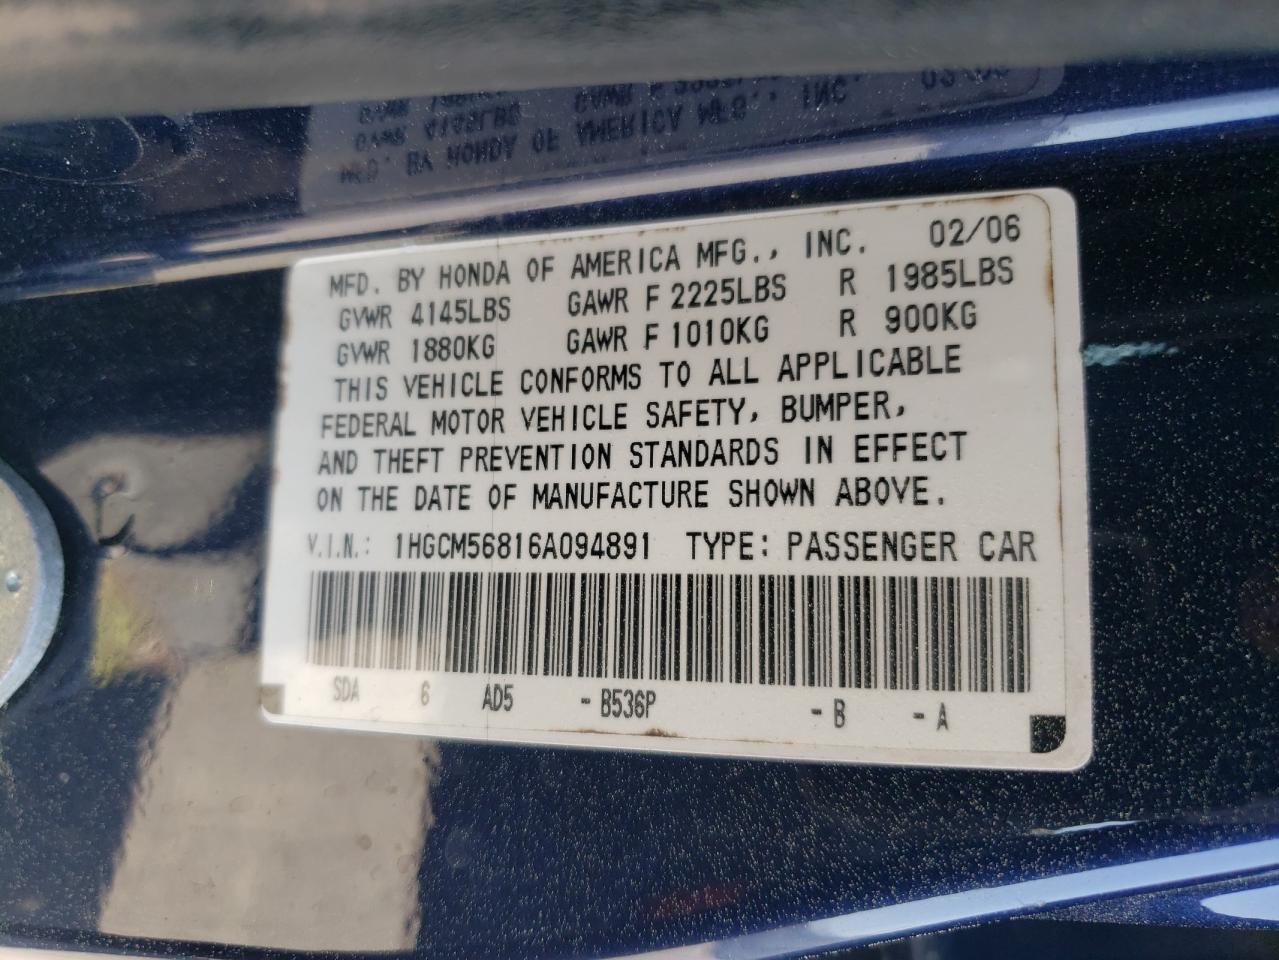 MFD. BY HONDA OF AMERICA MFG., INC. 02/06
GVWR 4145LBS GAWR F 2225LBS R 1985LBS
GVWR 1880KG GAWR F 1010KG R 900KG
THIS VEHICLE CONFORMS TO ALL APPLICABLE
FEDERAL MOTOR VEHICLE SAFETY, BUMPER,
AND THEFT PREVENTION STANDARDS IN EFFECT
ON THE DATE OF MANUFACTURE SHOWN ABOVE.
V.I.N.: 1HGCM56816A094891 TYPE: PASSENGER CAR
SDA 6 AD5 - B536P - B - A